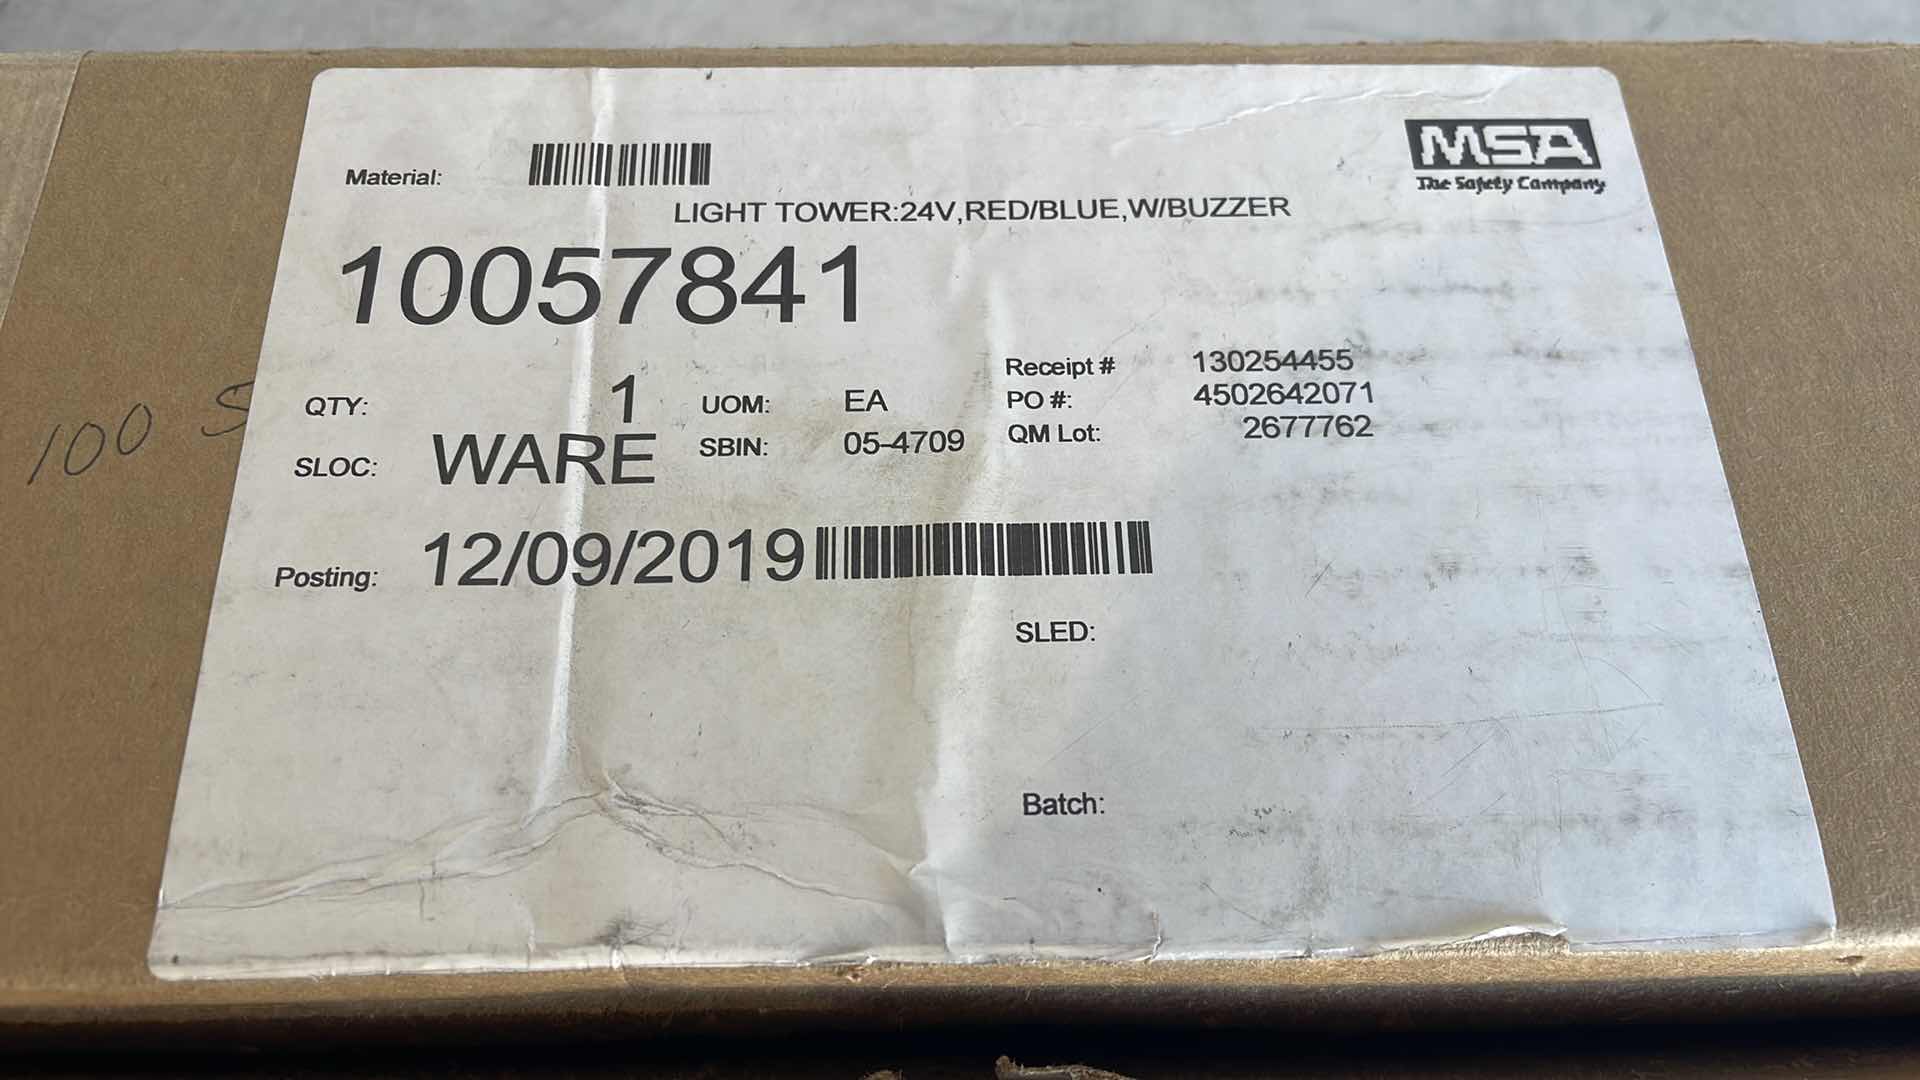 MSA
The Safety Company
Material:
LIGHT TOWER:24V,RED/BLUE,W/BUZZER
10057841
QTY: 1 UOM: EA
Receipt # 130254455
PO #: 4502642071
SLOC: WARE SBIN: 05-4709
QM Lot: 2677762
Posting: 12/09/2019
SLED:
Batch:
100 S